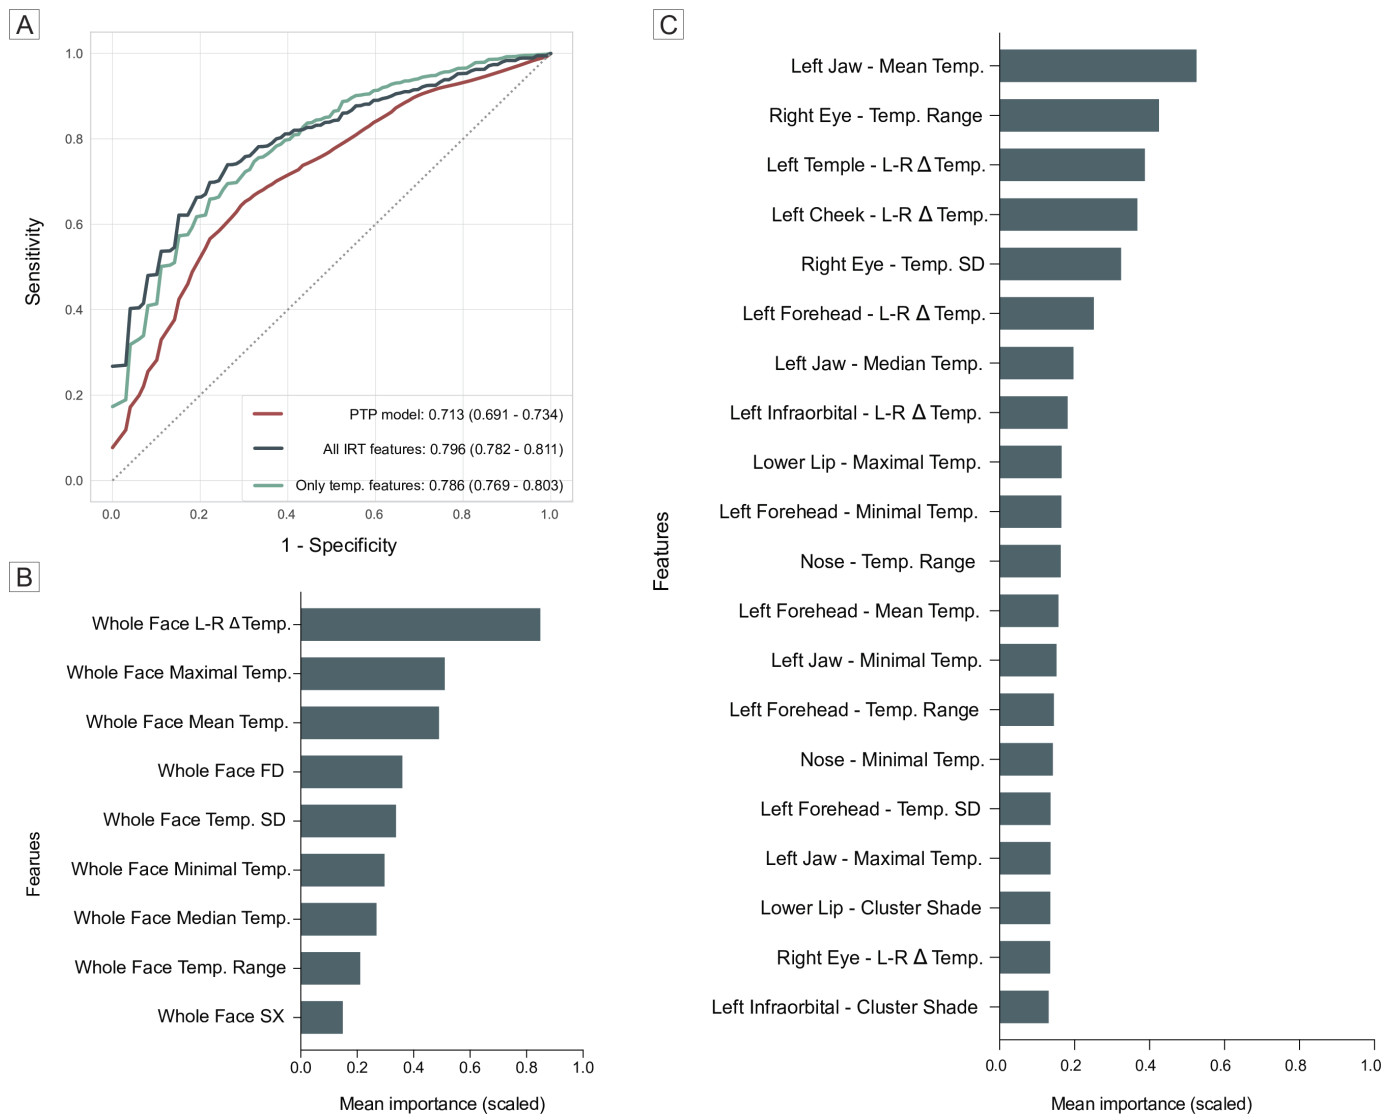 A
1.0
0.8
0.6
0.4
0.2
0.0
Sensitivity
PTP model: 0.713 (0.691 - 0.734)
All IRT features: 0.796 (0.782 - 0.811)
Only temp. features: 0.786 (0.769 - 0.803)
0.0 0.2 0.4 0.6 0.8 1.0
1 - Specificity
B
Fearues
Whole Face L-R Δ Temp.
Whole Face Maximal Temp.
Whole Face Mean Temp.
Whole Face FD
Whole Face Temp. SD
Whole Face Minimal Temp.
Whole Face Median Temp.
Whole Face Temp. Range
Whole Face SX
0.0 0.2 0.4 0.6 0.8 1.0
Mean importance (scaled)
C
Features
Left Jaw - Mean Temp.
Right Eye - Temp. Range
Left Temple - L-R Δ Temp.
Left Cheek - L-R Δ Temp.
Right Eye - Temp. SD
Left Forehead - L-R Δ Temp.
Left Jaw - Median Temp.
Left Infraorbital - L-R Δ Temp.
Lower Lip - Maximal Temp.
Left Forehead - Minimal Temp.
Nose - Temp. Range
Left Forehead - Mean Temp.
Left Jaw - Minimal Temp.
Left Forehead - Temp. Range
Nose - Minimal Temp.
Left Forehead - Temp. SD
Left Jaw - Maximal Temp.
Lower Lip - Cluster Shade
Right Eye - L-R Δ Temp.
Left Infraorbital - Cluster Shade
0.0 0.2 0.4 0.6 0.8 1.0
Mean importance (scaled)